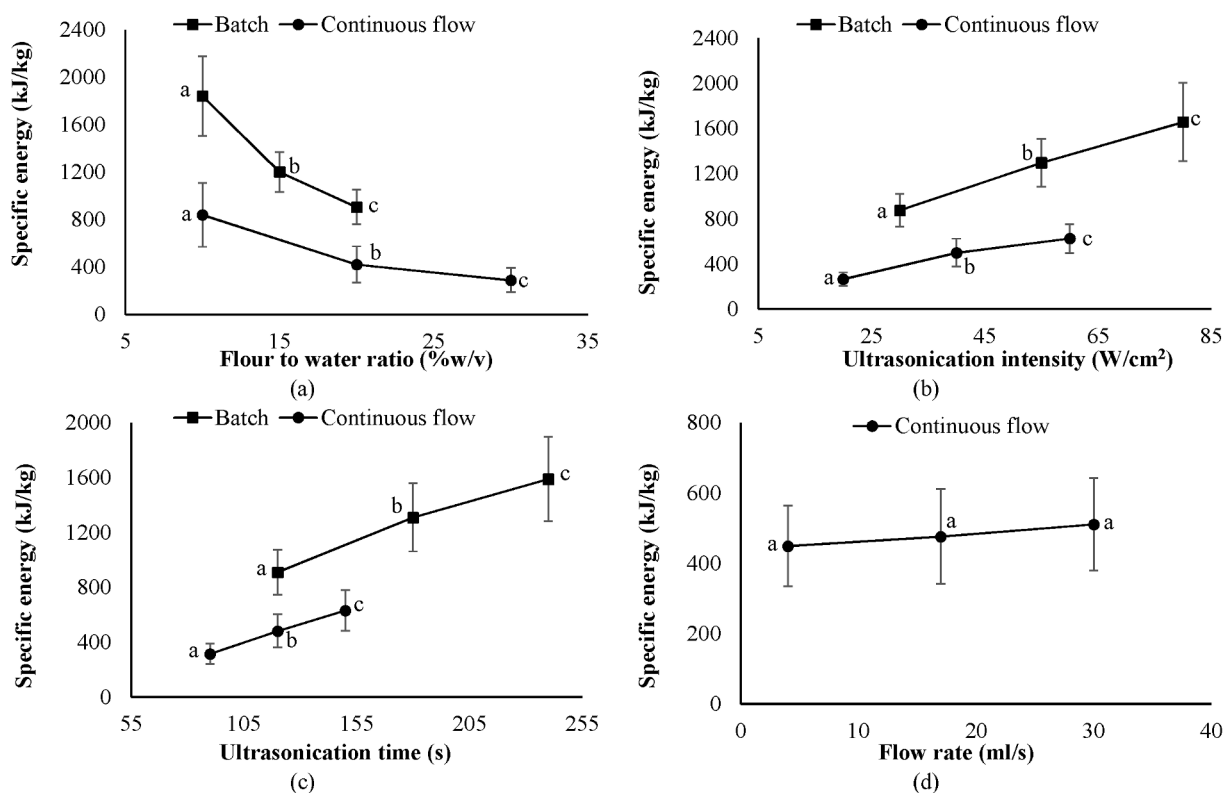 Batch Continuous flow
2400
2000
1600
1200
800
400
0
Specific energy (kJ/kg)
a
b
c
a
b
c
5 15 25 35
Flour to water ratio (%w/v)
(a)
Batch Continuous flow
2400
2000
1600
1200
800
400
0
Specific energy (kJ/kg)
a
b
c
a
b
c
5 25 45 65 85
Ultrasonication intensity (W/cm²)
(b)
Batch Continuous flow
2000
1600
1200
800
400
0
Specific energy (kJ/kg)
a
b
c
a
b
c
55 105 155 205 255
Ultrasonication time (s)
(c)
Continuous flow
800
600
400
200
0
Specific energy (kJ/kg)
a
a
a
0 10 20 30 40
Flow rate (ml/s)
(d)